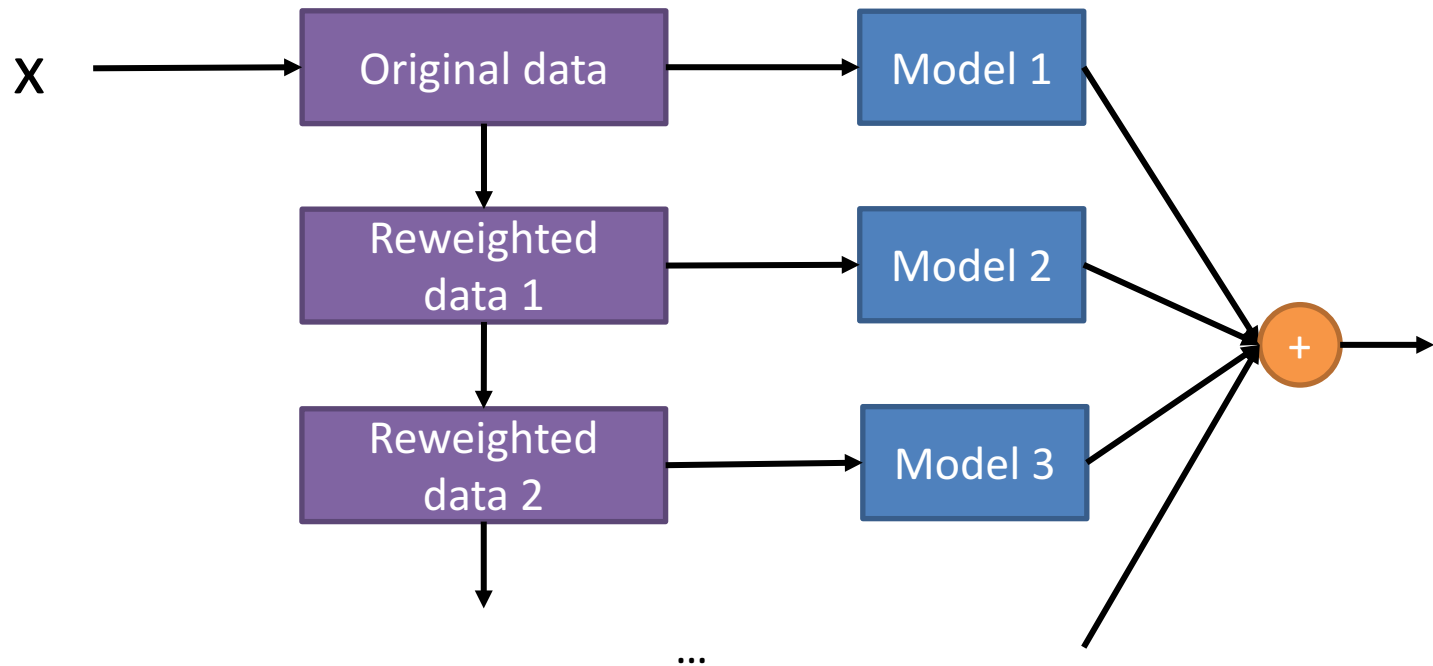 X
Original data
Model 1
Reweighted
data 1
Model 2
+
Reweighted
data 2
Model 3
...